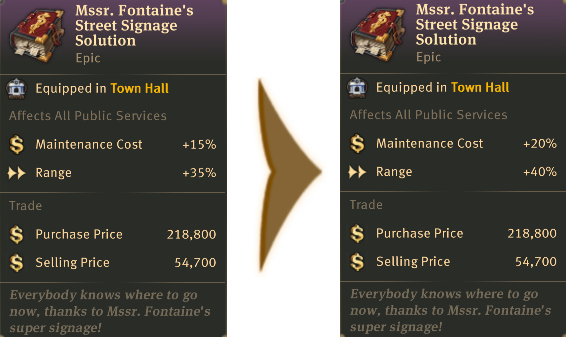 Mssr. Fontaine's
Street Signage
Solution
Epic
Equipped in Town Hall
Affects All Public Services
Maintenance Cost +15%
Range +35%
Trade
Purchase Price 218,800
Selling Price 54,700
Everybody knows where to go
now, thanks to Mssr. Fontaine's
super signage!
Mssr. Fontaine's
Street Signage
Solution
Epic
Equipped in Town Hall
Affects All Public Services
Maintenance Cost +20%
Range +40%
Trade
Purchase Price 218,800
Selling Price 54,700
Everybody knows where to go
now, thanks to Mssr. Fontaine's
super signage!